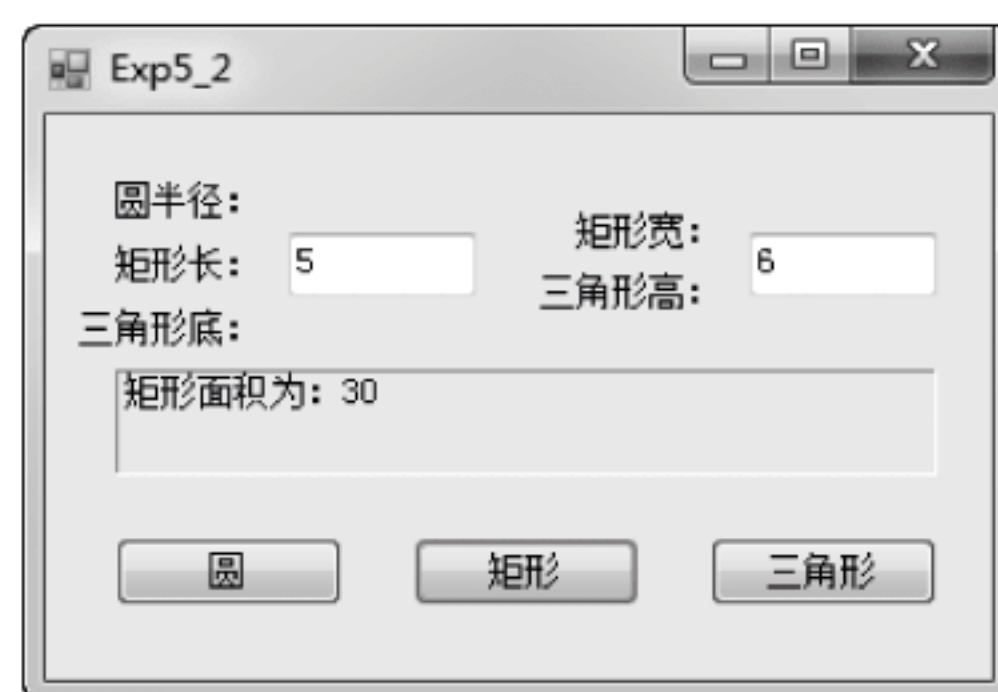 Exp5_2
圆半径：
矩形长：
三角形底：
5
矩形宽：
三角形高：
6
矩形面积为：30
圆
矩形
三角形